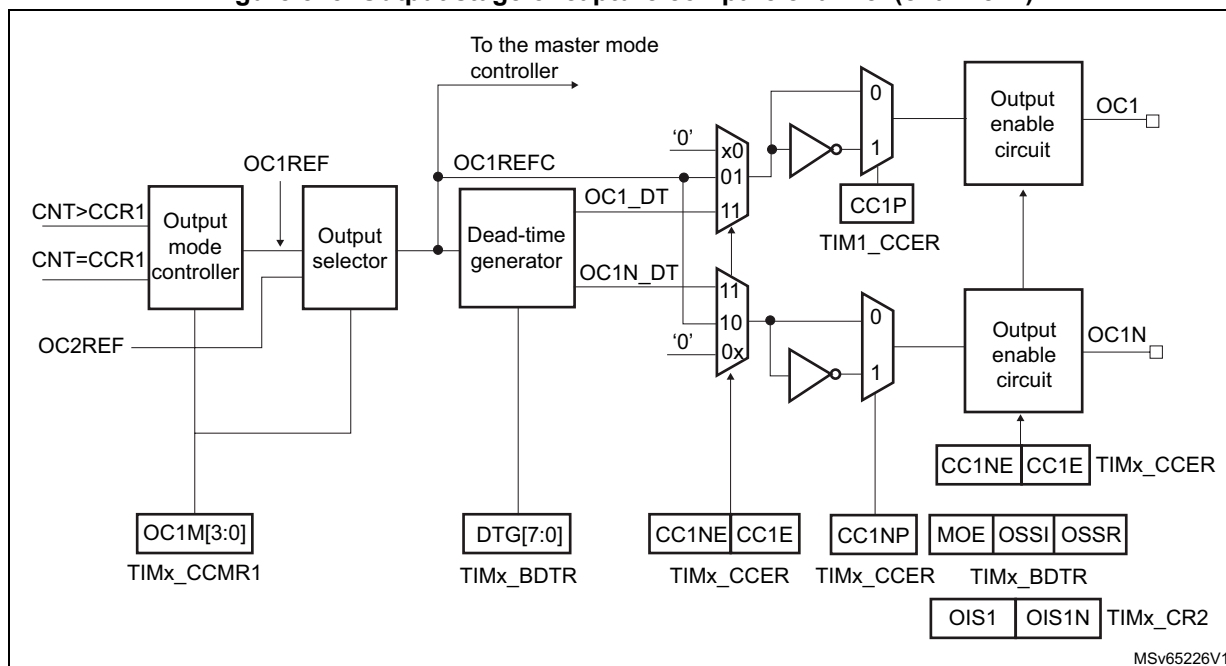 To the master mode
controller
OC1REF
OC1REFC
CNT>CCR1
CNT=CCR1
OC2REF
Output
mode
controller
Output
selector
Dead-time
generator
OC1_DT
OC1N_DT
'0'
x0
01
11
11
10
'0'
0x
0
1
CC1P
TIM1_CCER
0
1
Output
enable
circuit
OC1
Output
enable
circuit
OC1N
CC1NE CC1E TIMx_CCER
OC1M[3:0]
TIMx_CCMR1
DTG[7:0]
TIMx_BDTR
CC1NE CC1E
TIMx_CCER
CC1NP
TIMx_CCER
MOE OSSI OSSR
TIMx_BDTR
OIS1 OIS1N TIMx_CR2
MSv65226V1